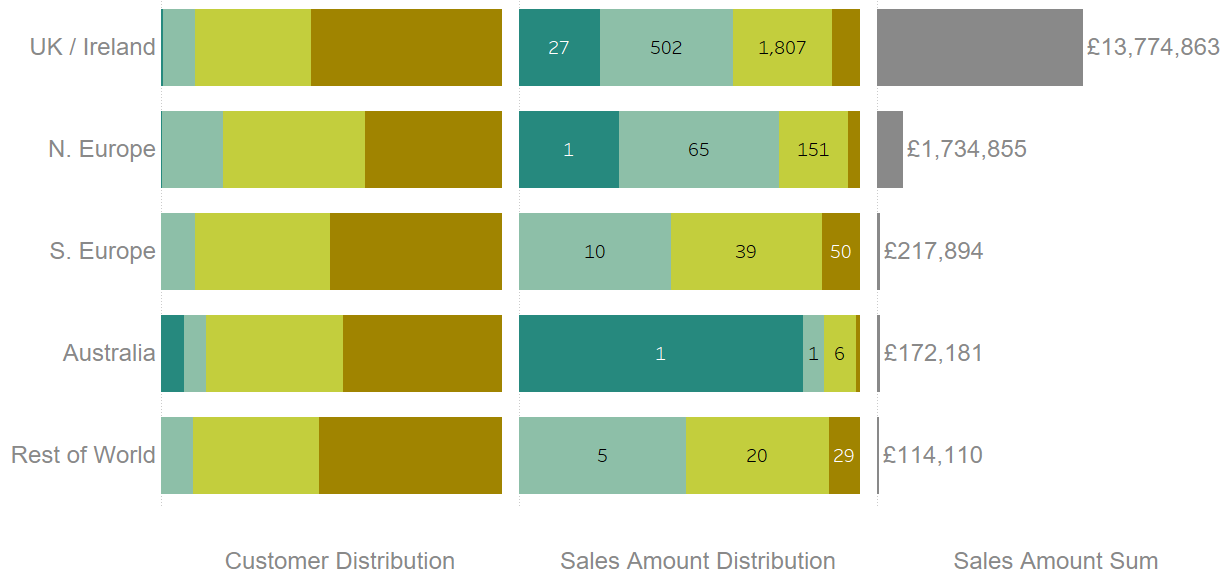 UK / Ireland 27 502 1,807 £13,774,863
N. Europe 1 65 151 £1,734,855
S. Europe 10 39 50 £217,894
Australia 1 1 6 £172,181
Rest of World 5 20 29 £114,110
Customer Distribution Sales Amount Distribution Sales Amount Sum